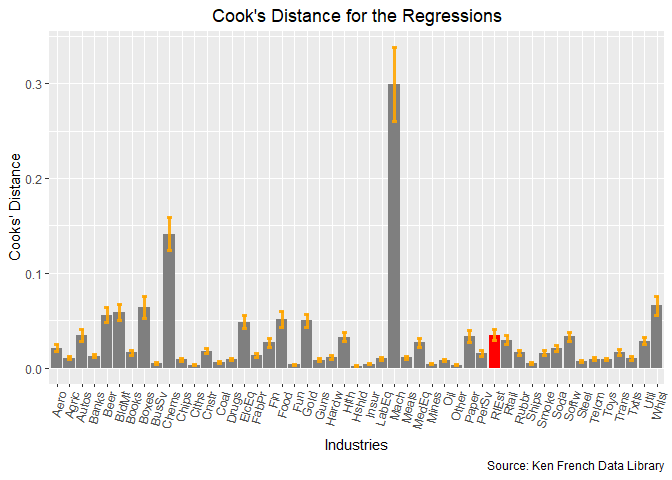 Cook's Distance for the Regressions
Cooks' Distance
0.3
0.2
0.1
0.0
Aero
Agric
Autos
Banks
Beer
BldMt
Books
Boxes
BusSv
Chems
Chips
Clths
Cnstr
Coal
Drugs
ElcEq
FabPr
Fin
Food
Fun
Gold
Guns
Hardw
Hlth
Hshld
Insur
LabEq
Mach
Meals
MedEq
Mines
Oil
Other
Paper
PerSv
RlEst
Rtail
Rubbr
Ships
Smoke
Soda
Softw
Steel
Telcm
Toys
Trans
Txtls
Util
Whlsl
Industries
Source: Ken French Data Library